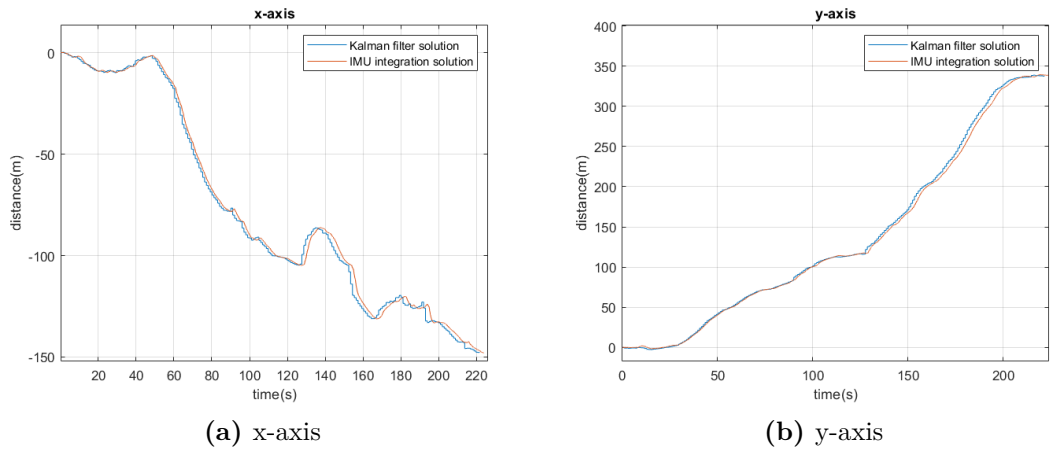 x-axis
Kalman filter solution
IMU integration solution
distance(m)
0
-50
-100
-150
20 40 60 80 100 120 140 160 180 200 220
time(s)
(a) x-axis
y-axis
Kalman filter solution
IMU integration solution
distance(m)
400
350
300
250
200
150
100
50
0
0 50 100 150 200
time(s)
(b) y-axis